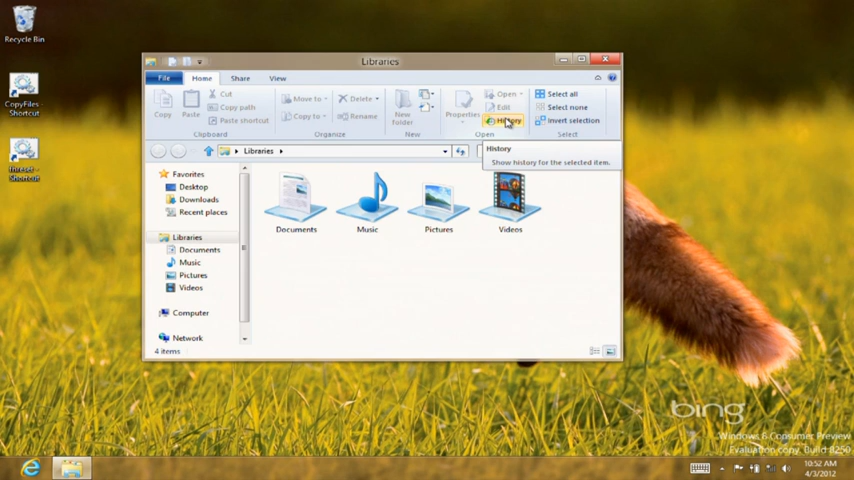 Recycle Bin
CopyFiles -
Shortcut
Shortcut
Libraries
File Home Share View
Copy
Paste
Cut
Copy path
Paste shortcut
Clipboard
Move to
Copy to
Delete
Rename
Organize
New
folder
New
Properties
Open
Edit
History
Open
Select all
Select none
Invert selection
Select
Libraries
History
Show history for the selected item.
Favorites
Desktop
Downloads
Recent places
Libraries
Documents
Music
Pictures
Videos
Computer
Network
Documents
Music
Pictures
Videos
4 items
bing
Windows 8 Consumer Preview
Evaluation copy. Build 8250
10:52 AM
4/3/2012